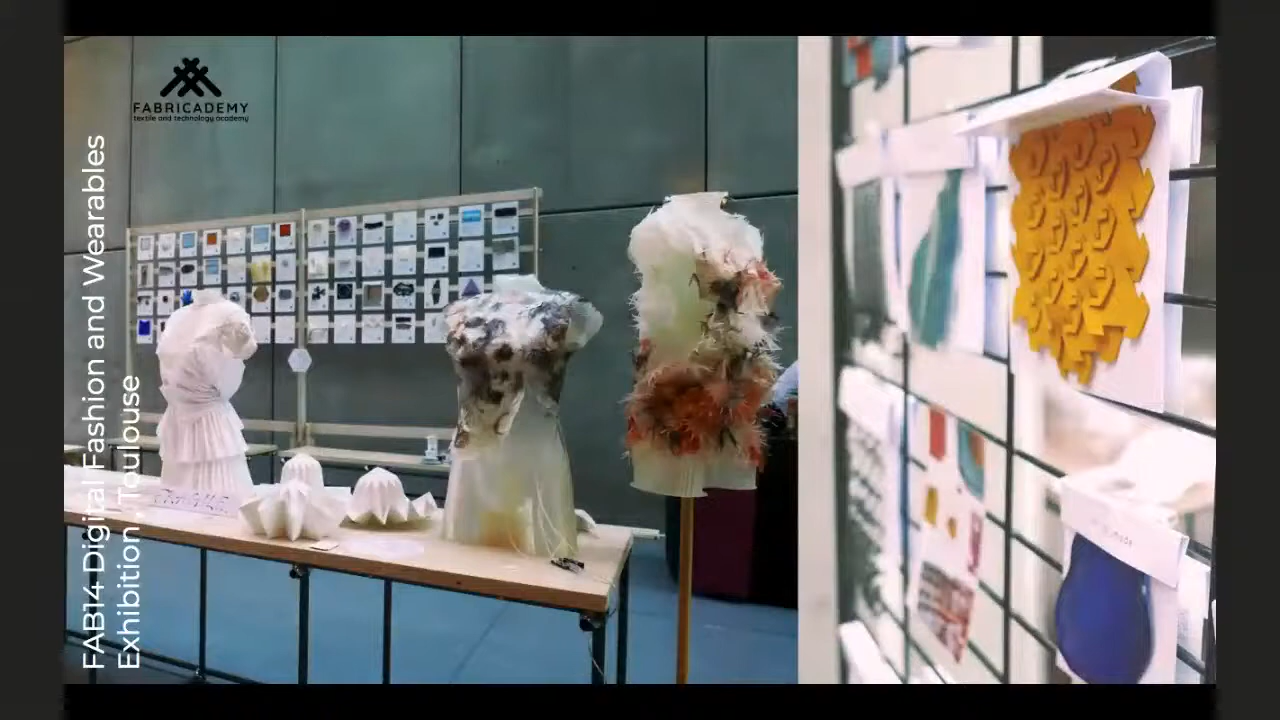 FABRICADEMY
textile and technology academy
FAB14 Digital Fashion and Wearables
Exhibition . Toulouse